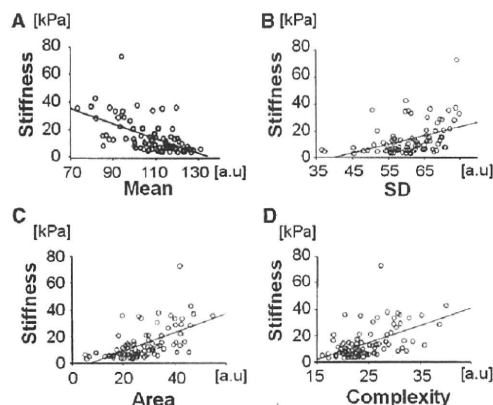 A [kPa]
80
60
40
20
0
Stiffness
70 90 110 130 [a.u]
Mean
B [kPa]
80
60
40
20
0
Stiffness
35 45 55 65 [a.u]
SD
C
[kPa]
80
60
40
20
0
Stiffness
0 20 40 [a.u]
Area
D
[kPa]
80
60
40
20
0
Stiffness
15 25 35 [a.u]
Complexity